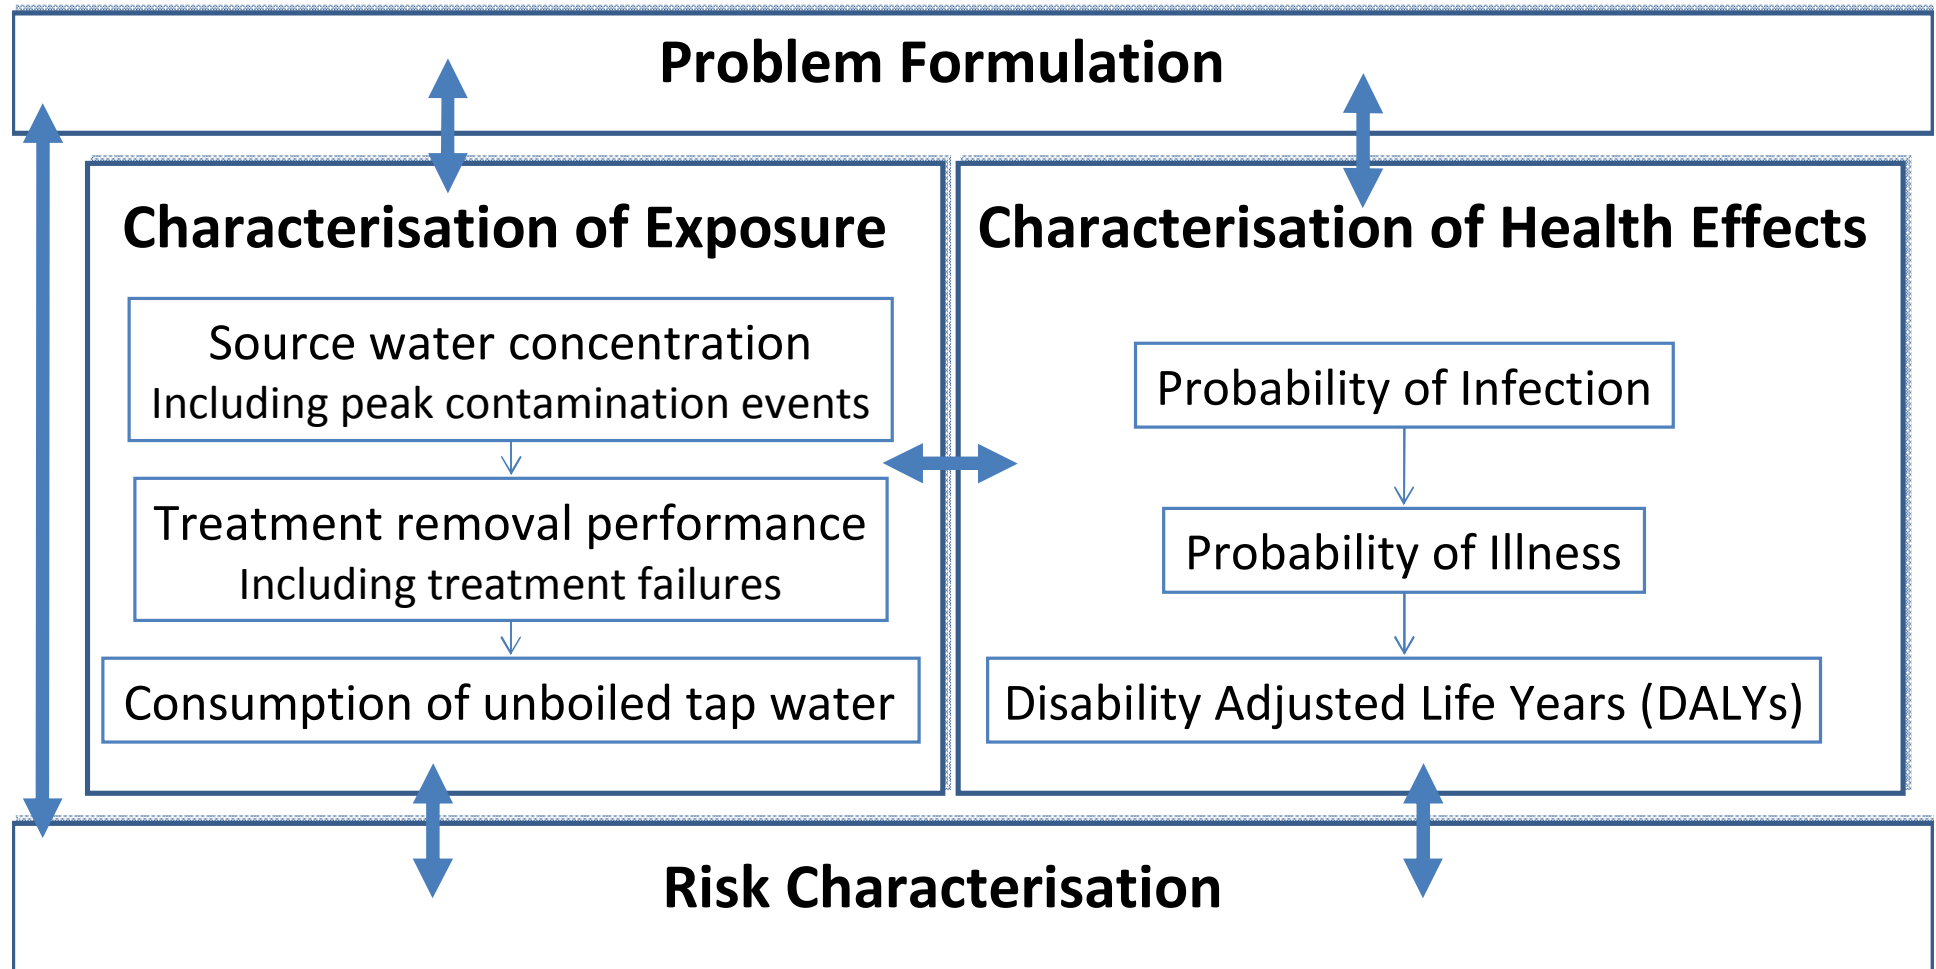 Problem Formulation
Characterisation of Exposure
Source water concentration
Including peak contamination events
Treatment removal performance
Including treatment failures
Consumption of unboiled tap water
Characterisation of Health Effects
Probability of Infection
Probability of Illness
Disability Adjusted Life Years (DALYs)
Risk Characterisation